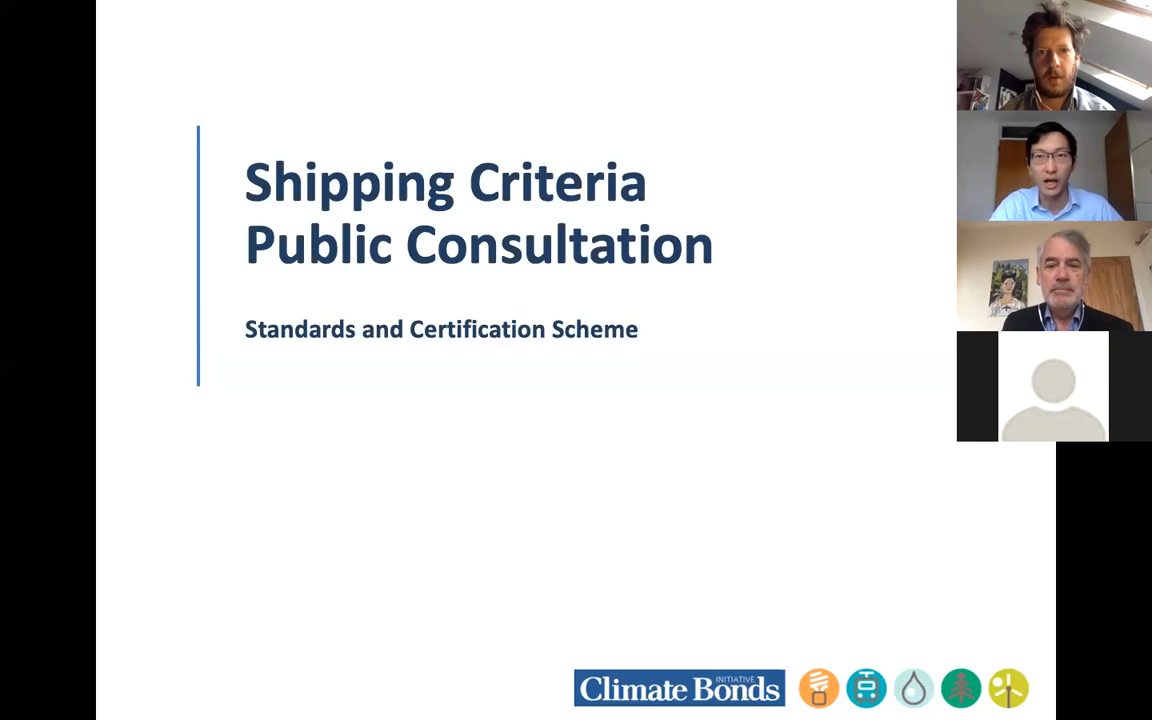 Shipping Criteria
Public Consultation
Standards and Certification Scheme
INITIATIVE
Climate Bonds